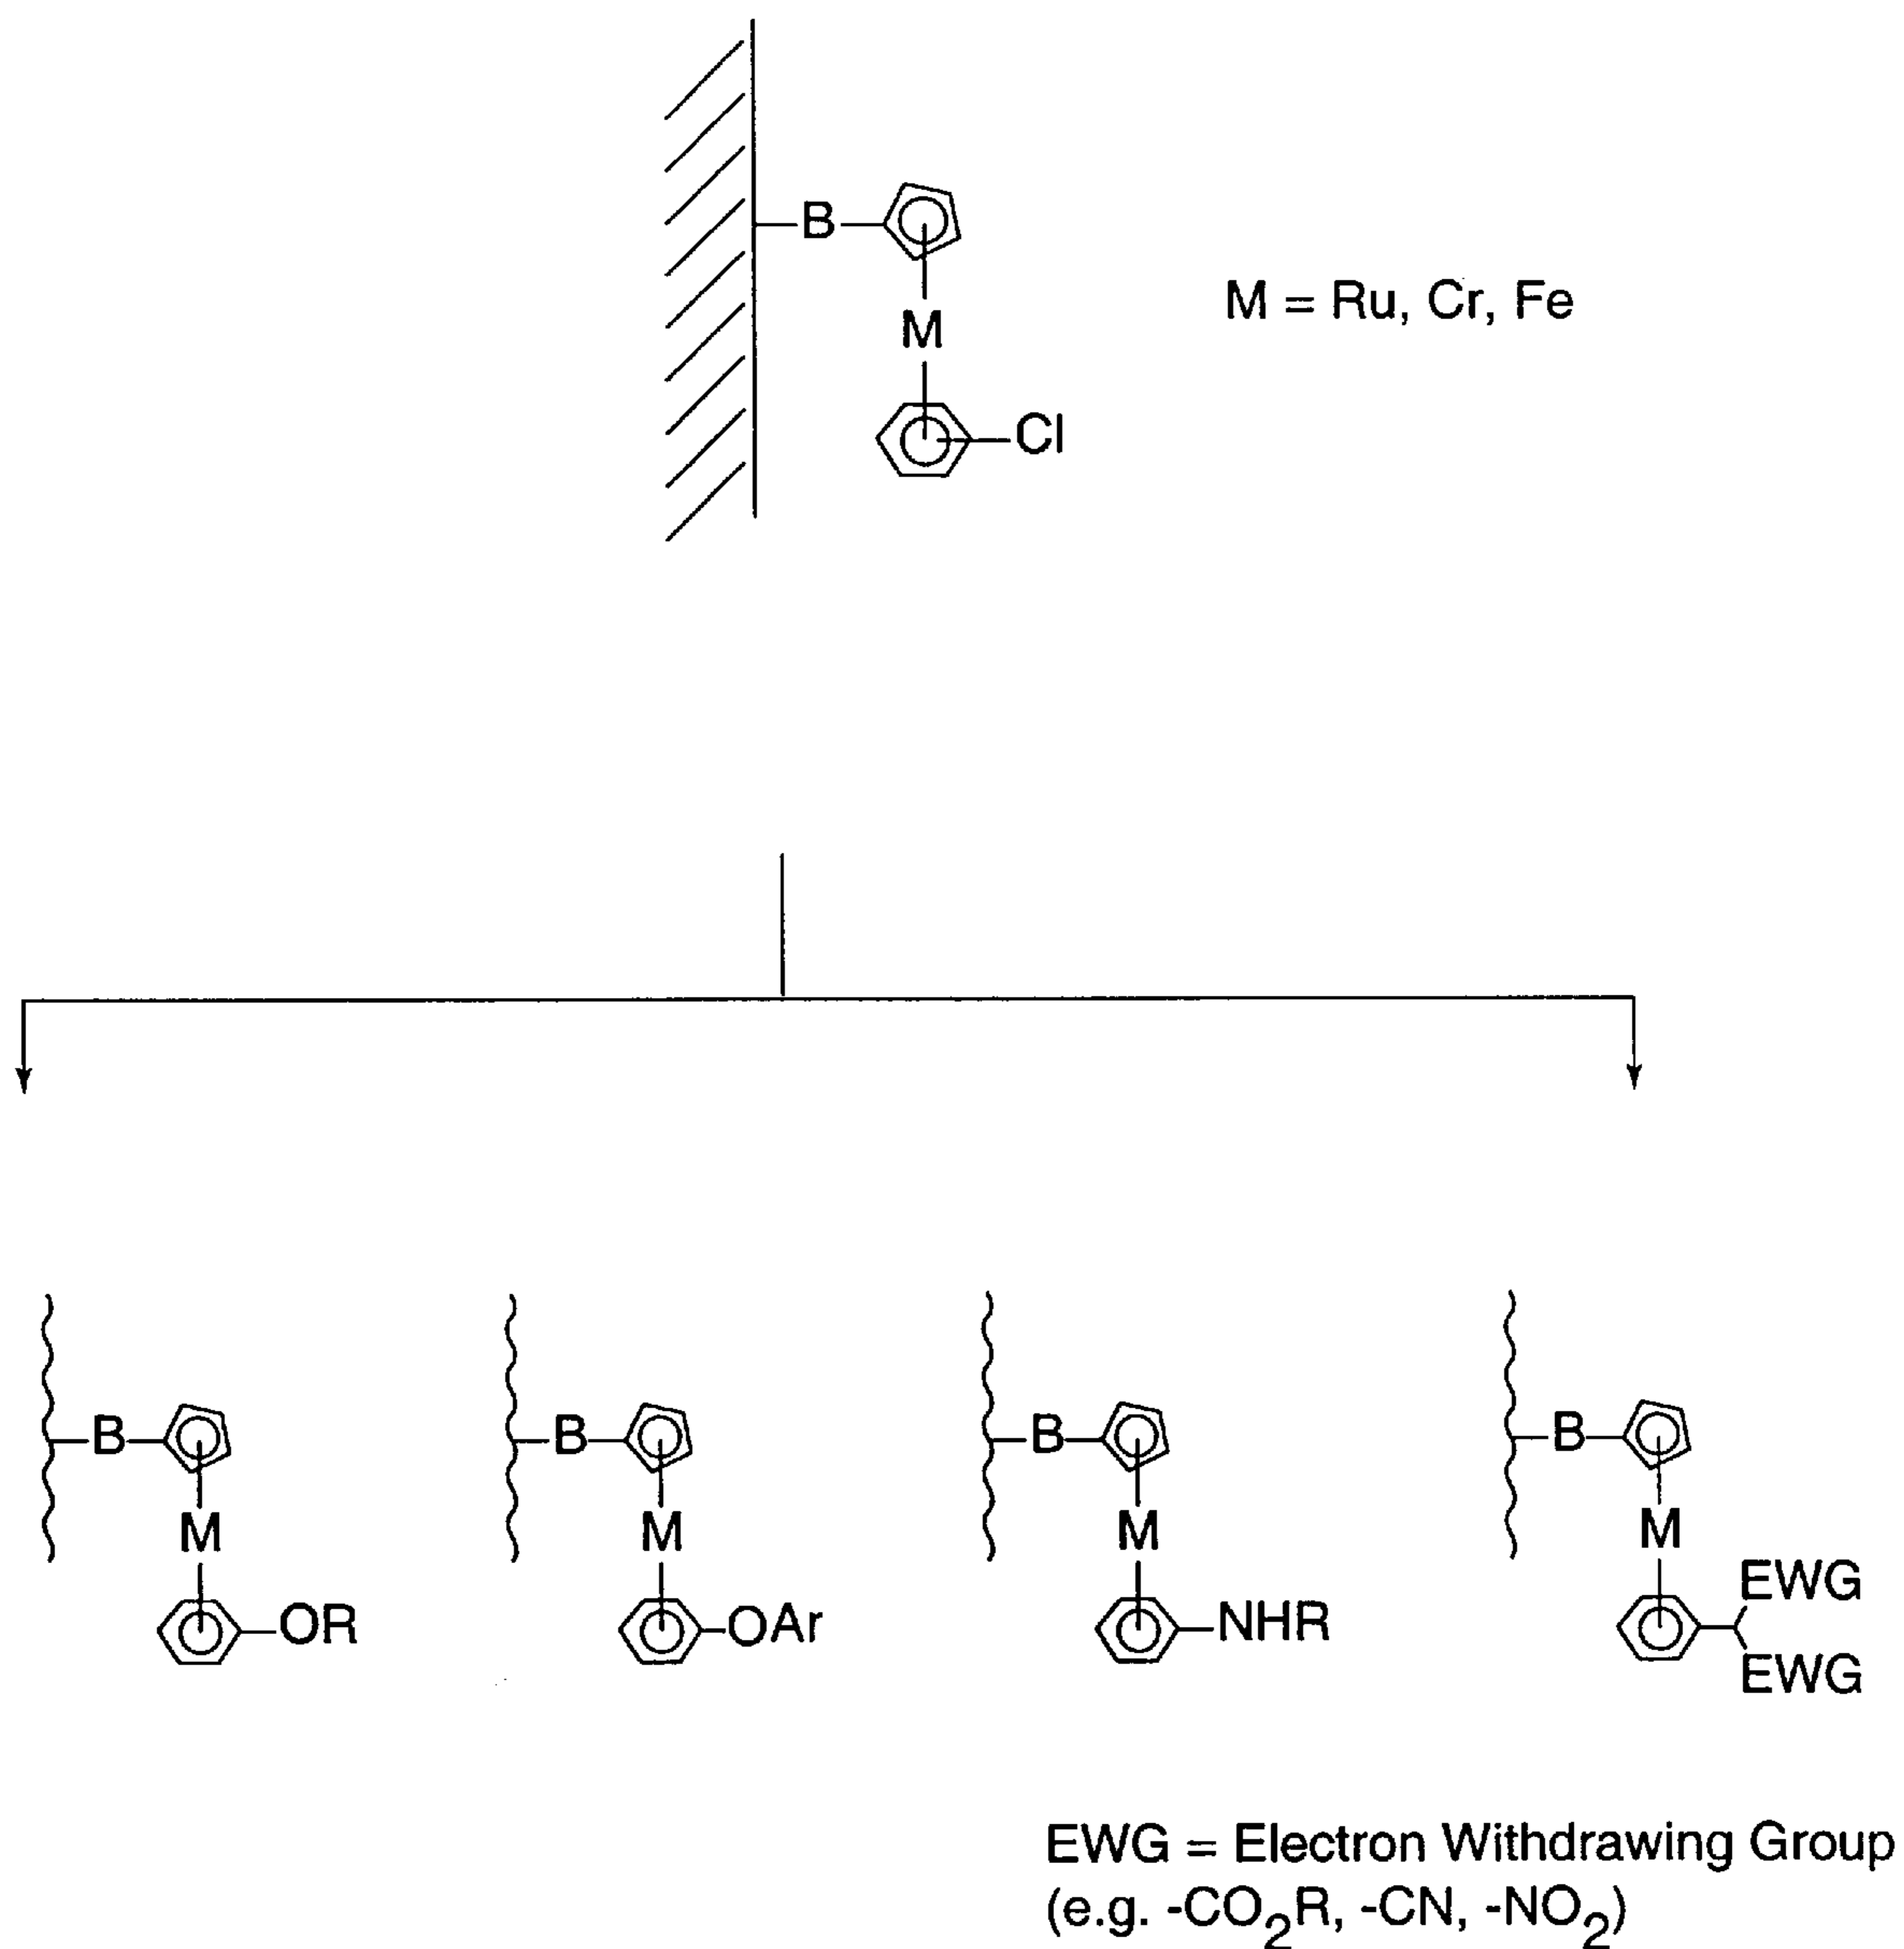 B
M = Ru, Cr, Fe
M
Cl
B B B B
M M M M
EWG
OR OAr NHR
EWG
EWG = Electron Withdrawing Group
(e.g. -CO2R, -CN, -NO2)